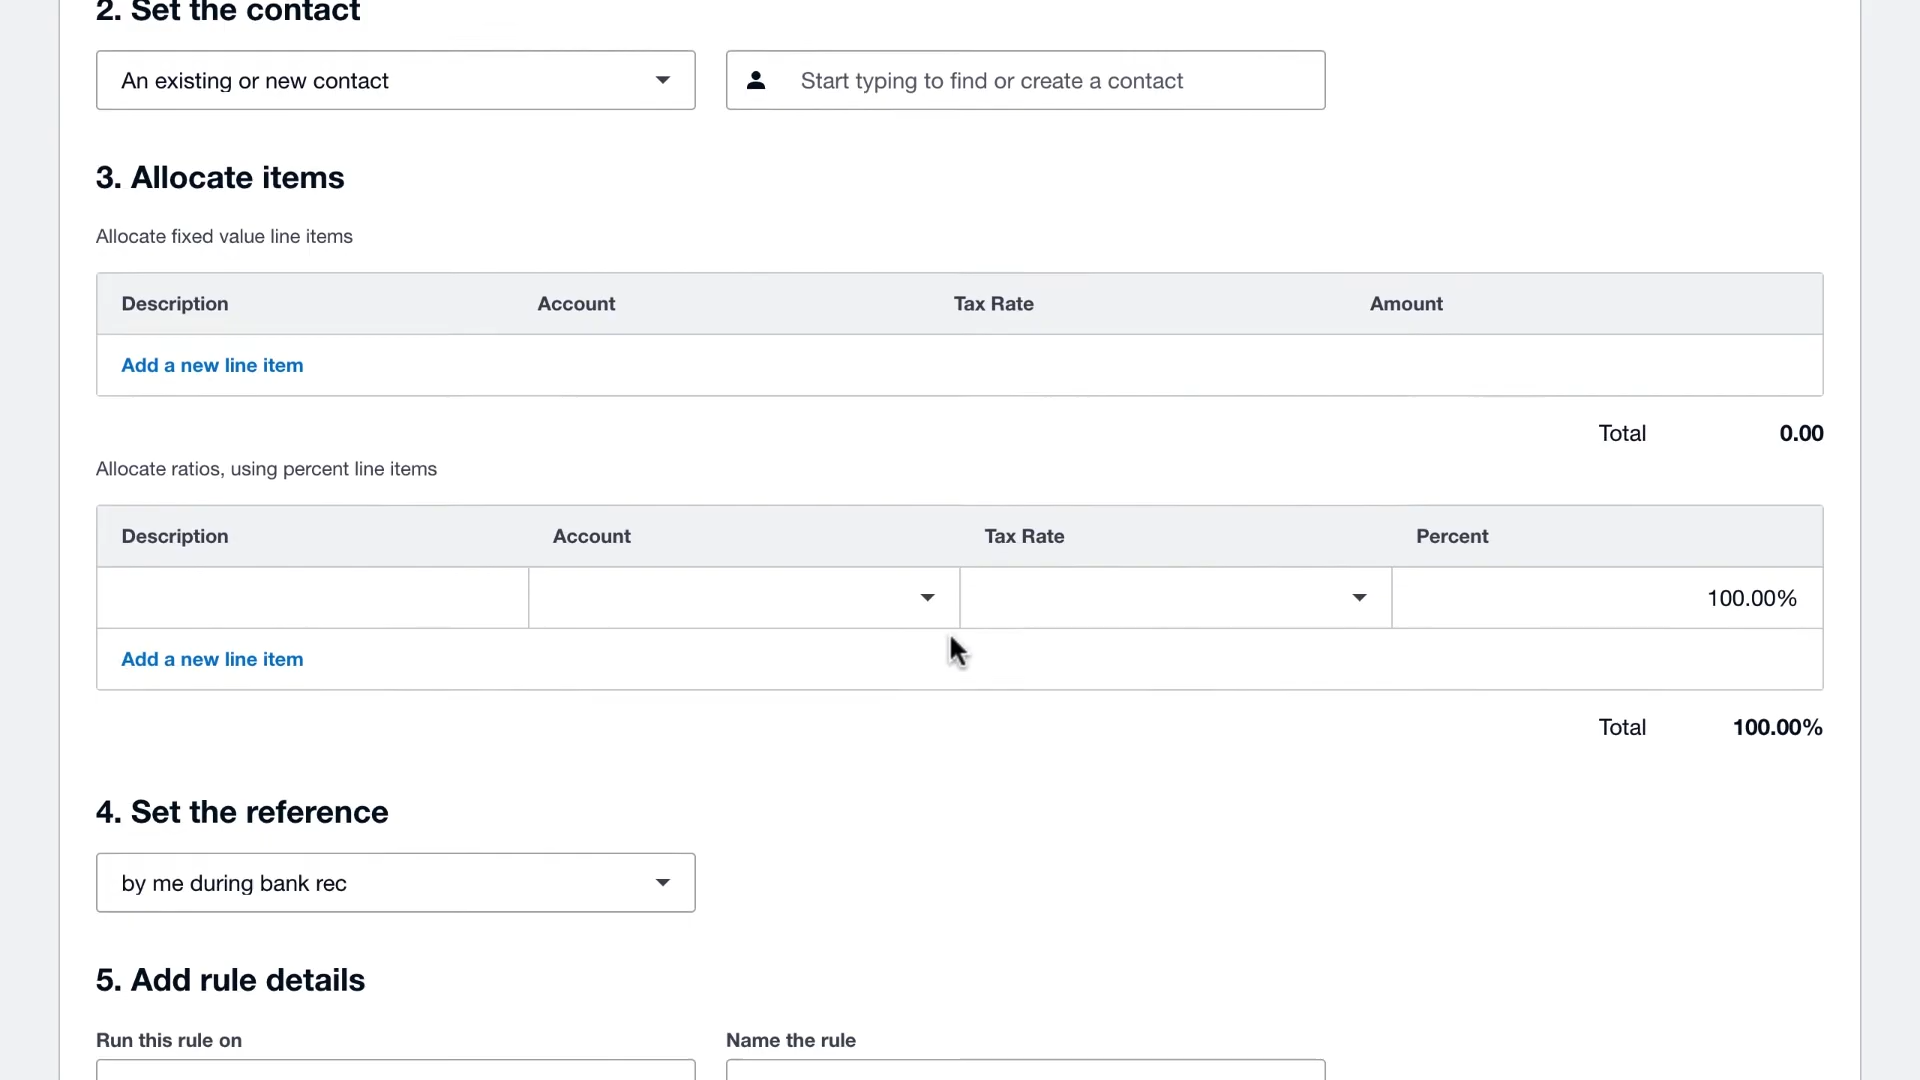 2. Set the contact
An existing or new contact
Start typing to find or create a contact
3. Allocate items
Allocate fixed value line items
Description Account Tax Rate Amount
Add a new line item
Total 0.00
Allocate ratios, using percent line items
Description Account Tax Rate Percent
100.00%
Add a new line item
Total 100.00%
4. Set the reference
by me during bank rec
5. Add rule details
Run this rule on Name the rule